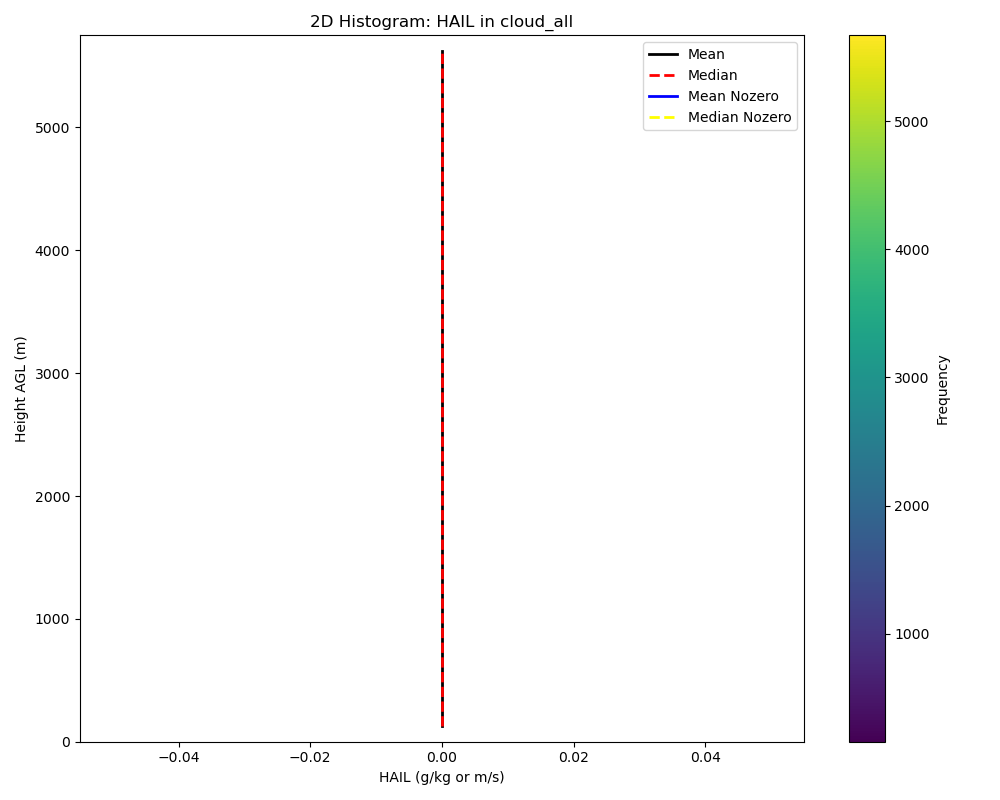 2D Histogram: HAIL in cloud_all
Mean
Median
Mean Nozero
Median Nozero
5000
4000
3000
2000
1000
0
Height AGL (m)
−0.04
−0.02
0.00
0.02
0.04
HAIL (g/kg or m/s)
5000
4000
3000
2000
1000
Frequency